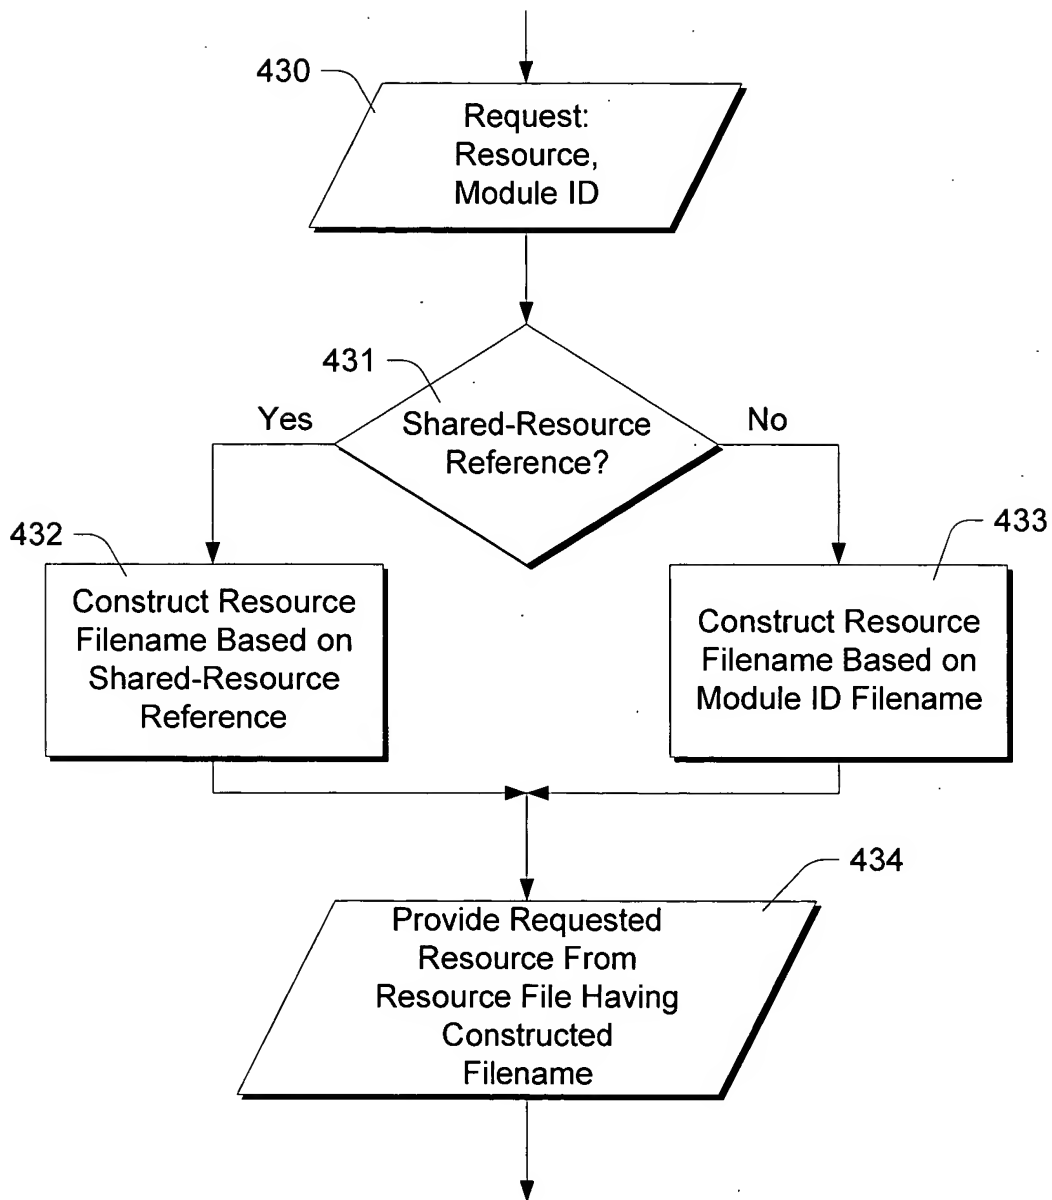 430
Request:
Resource,
Module ID
431
Yes
Shared-Resource
Reference?
No
432
Construct Resource
Filename Based on
Shared-Resource
Reference
433
Construct Resource
Filename Based on
Module ID Filename
434
Provide Requested
Resource From
Resource File Having
Constructed
Filename